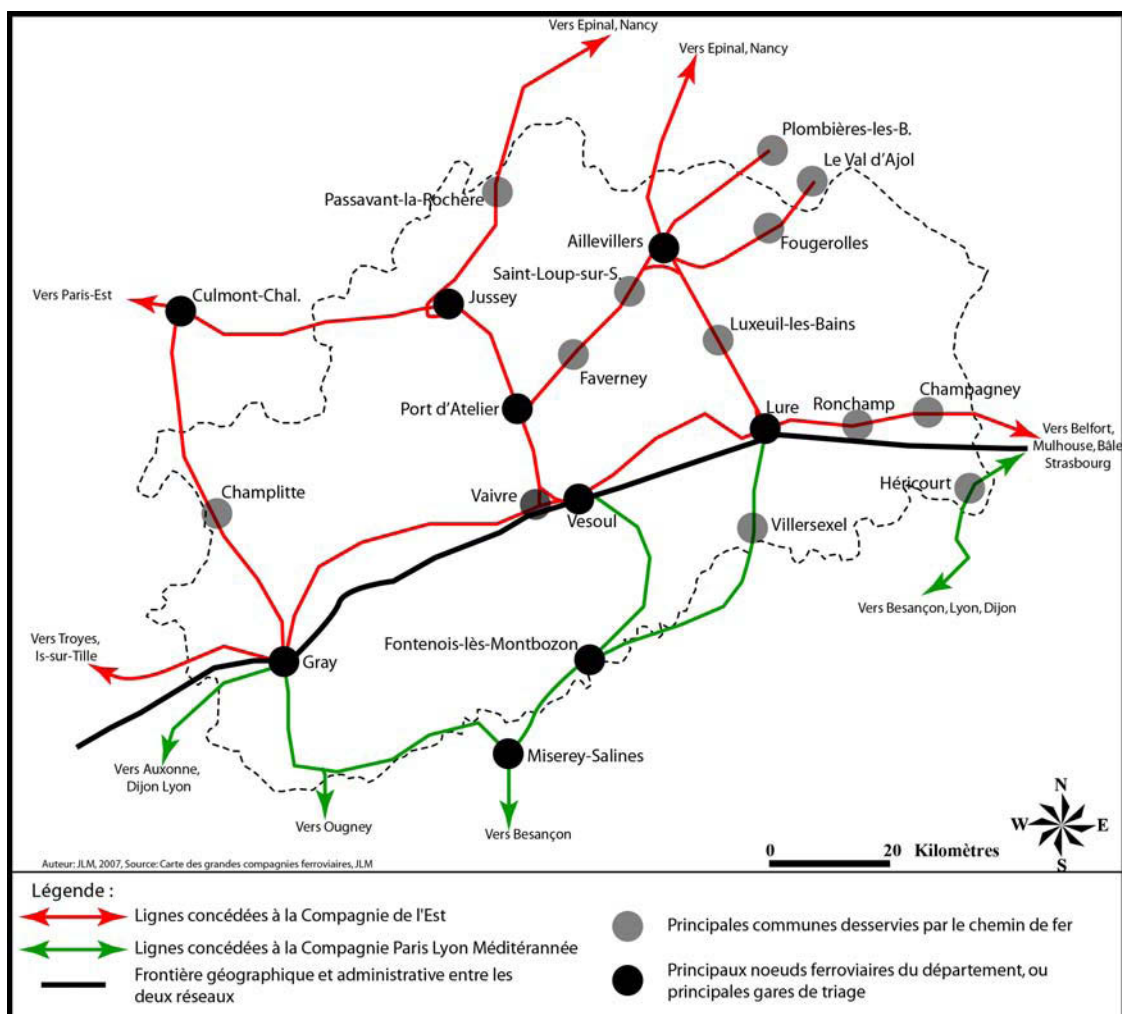 Vers Epinal, Nancy
Vers Epinal, Nancy
Plombières-les-B.
Le Val d'Ajol
Passavant-la-Rochère
Aillevillers
Fougerolles
Saint-Loup-sur-S.
Vers Paris-Est
Culmont-Chal.
Jussey
Luxeuil-les-Bains
Faverney
Port d'Atelier
Lure
Ronchamp
Champagney
Vers Belfort,
Mulhouse, Bâle
Strasbourg
Champlitte
Vaivre
Vesoul
Héricourt
Villersexel
Vers Besançon, Lyon, Dijon
Vers Troyes,
Is-sur-Tille
Gray
Fontenois-lès-Montbozon
Miserey-Salines
Vers Auxonne,
Dijon Lyon
Vers Ougney
Vers Besançon
N
W
E
S
0 20 Kilomètres
Auteur: JLM, 2007, Source: Carte des grandes compagnies ferroviaires, JLM
Légende :
Lignes concédées à la Compagnie de l'Est
Lignes concédées à la Compagnie Paris Lyon Méditérannée
Frontière géographique et administrative entre les
deux réseaux
Principales communes desservies par le chemin de fer
Principaux noeuds ferroviaires du département, ou
principales gares de triage